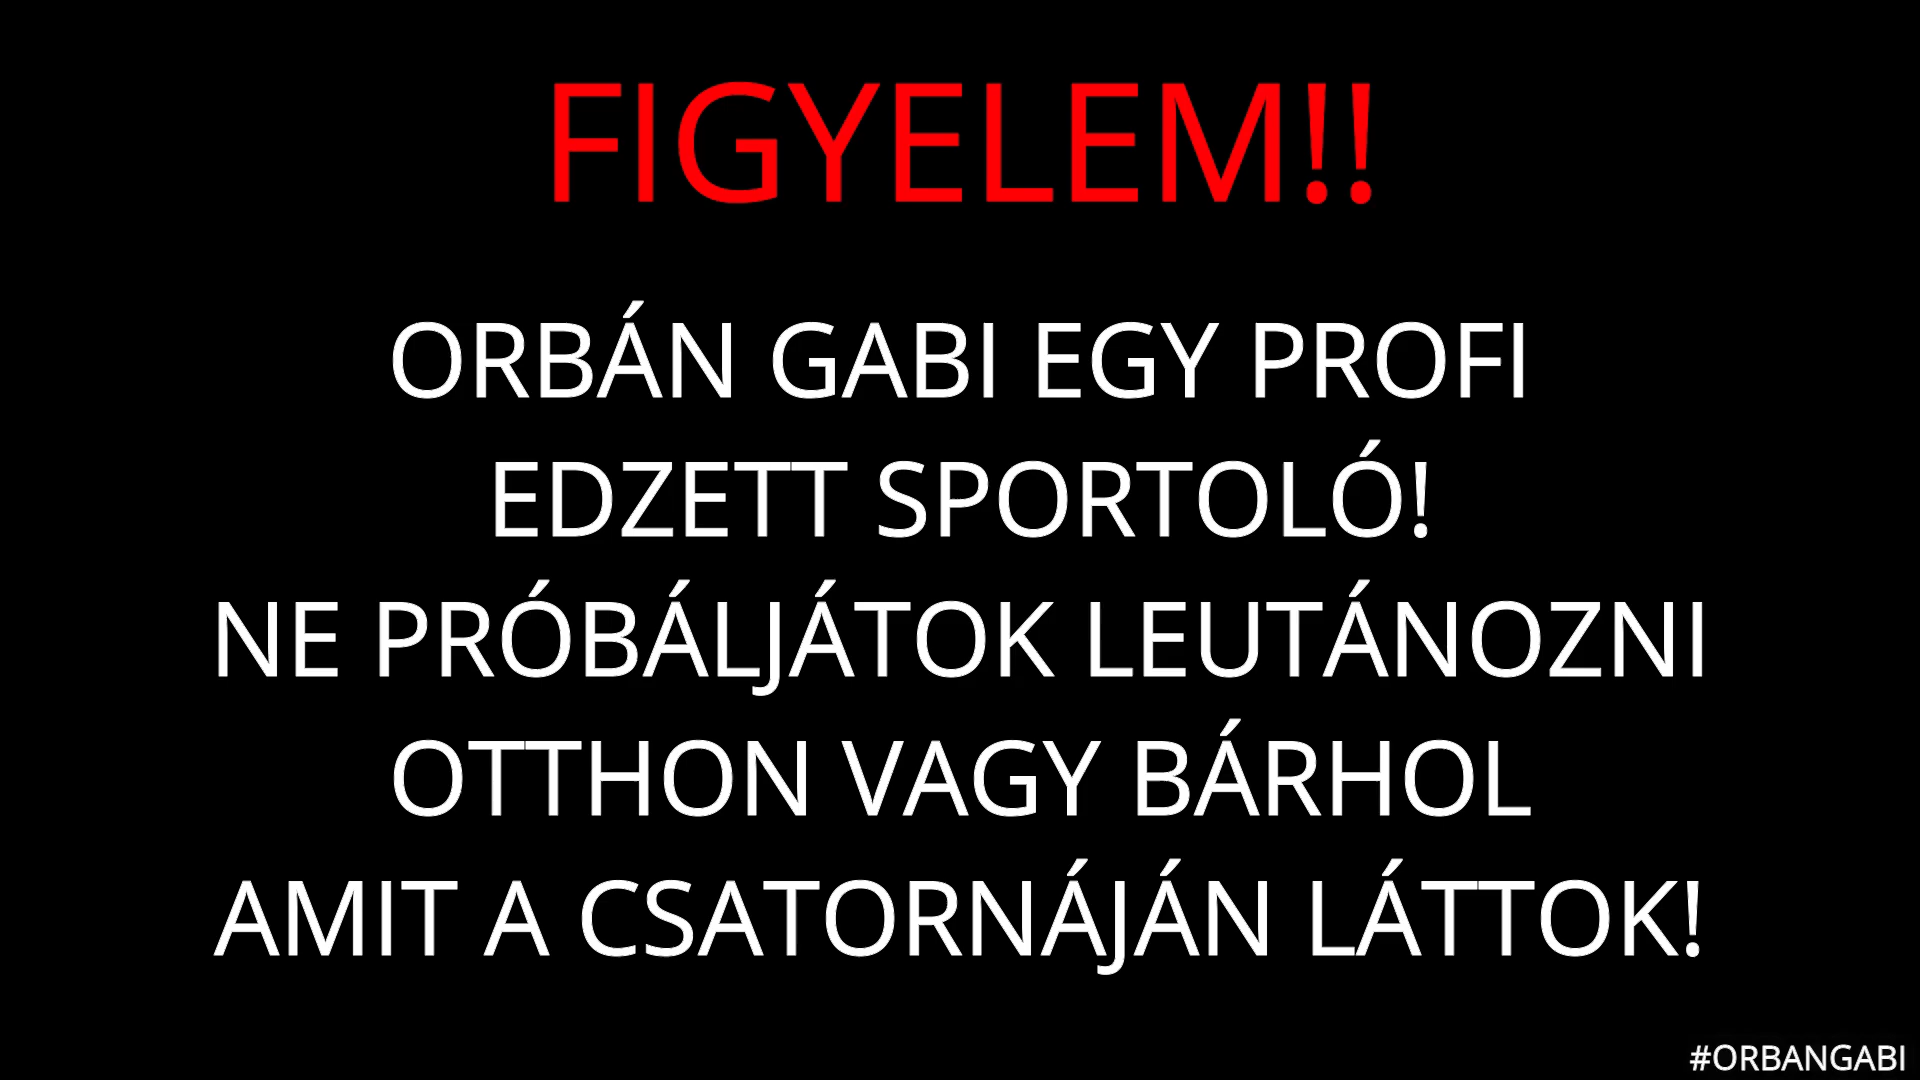 FIGYELEM!!
ORBÁN GABI EGY PROFI
EDZETT SPORTOLÓ!
NE PRÓBÁLJÁTOK LEUTÁNOZNI
OTTHON VAGY BÁRHOL
AMIT A CSATORNÁJÁN LÁTTOK!
#ORBANGABI